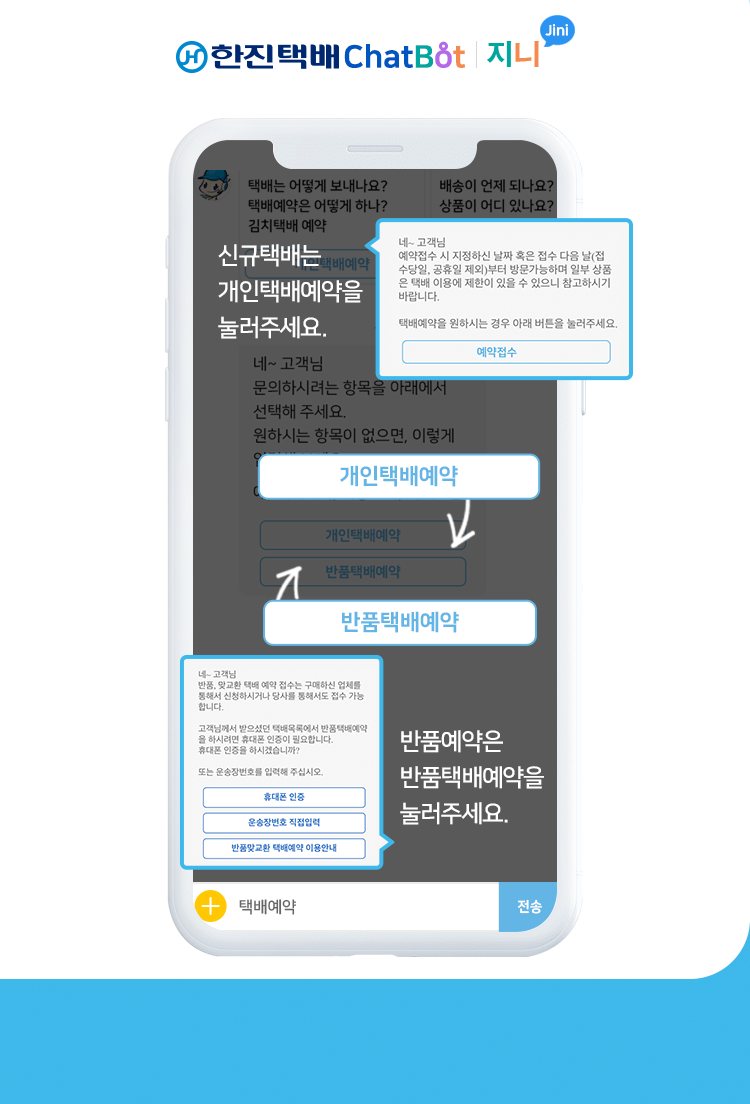 한진택배 ChatBot 지니 Jini
택배는 어떻게 보내나요?
택배예약은 어떻게 하나?
김치택배 예약
배송이 언제 되나요?
상품이 어디 있나요?
개인택배예약
신규택배는
개인택배예약을
눌러주세요.
네~ 고객님
예약접수 시 지정하신 날짜 혹은 접수 다음 날(접
수당일, 공휴일 제외)부터 방문가능하며 일부 상품
은 택배 이용에 제한이 있을 수 있으니 참고하시기
바랍니다.
택배예약을 원하시는 경우 아래 버튼을 눌러주세요.
예약접수
네~ 고객님
문의하시려는 항목을 아래에서
선택해 주세요.
원하시는 항목이 없으면, 이렇게
개인택배예약
개인택배예약
반품택배예약
반품택배예약
네~ 고객님
반품, 맞교환 택배 예약 접수는 구매하신 업체를
통해서 신청하시거나 당사를 통해서도 접수 가능
합니다.
고객님께서 받으셨던 택배목록에서 반품택배예약
을 하시려면 휴대폰 인증이 필요합니다.
휴대폰 인증을 하시겠습니까?
또는 운송장번호를 입력해 주십시오.
휴대폰 인증
운송장번호 직접입력
반품맞교환 택배예약 이용안내
반품예약은
반품택배예약을
눌러주세요.
택배예약
전송